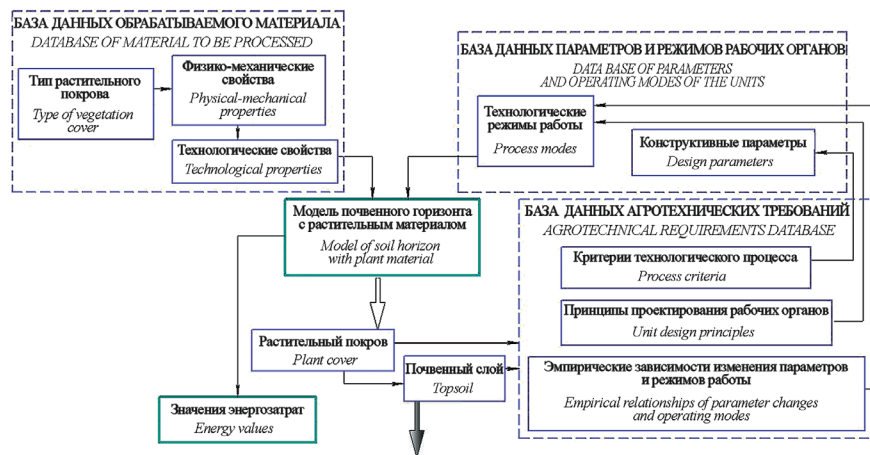 БАЗА ДАННЫХ ОБРАБАТЫВАЕМОГО МАТЕРИАЛА
DATABASE OF MATERIAL TO BE PROCESSED
Тип растительного
покрова
Type of vegetation
cover
Физико-механические
свойства
Physical-mechanical
properties
Технологические свойства
Technological properties
БАЗА ДАННЫХ ПАРАМЕТРОВ И РЕЖИМОВ РАБОЧИХ ОРГАНОВ
DATA BASE OF PARAMETERS
AND OPERATING MODES OF THE UNITS
Технологические
режимы работы
Process modes
Конструктивные параметры
Design parameters
Модель почвенного горизонта
с растительным материалом
Model of soil horizon
with plant material
БАЗА ДАННЫХ АГРОТЕХНИЧЕСКИХ ТРЕБОВАНИЙ
AGROTECHNICAL REQUIREMENTS DATABASE
Критерии технологического процесса
Process criteria
Принципы проектирования рабочих органов
Unit design principles
Эмпирические зависимости изменения параметров
и режимов работы
Empirical relationships of parameter changes
and operating modes
Растительный покров
Plant cover
Почвенный слой
Topsoil
Значения энергозатрат
Energy values